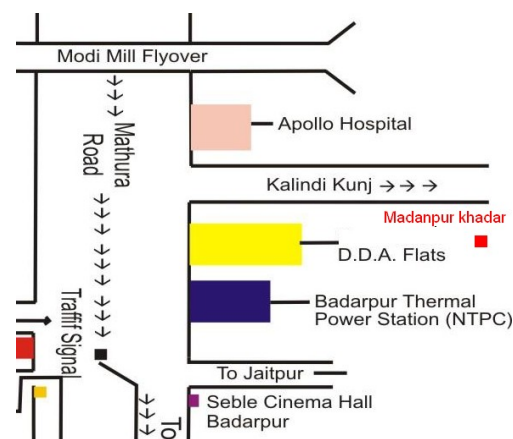 Modi Mill Flyover
Mathura
Road
Apollo Hospital
Kalindi Kunj
Madanpur khadar
D.D.A. Flats
Badarpur Thermal
Power Station (NTPC)
Traffif Signal
To Jaitpur
Seble Cinema Hall
Badarpur
To